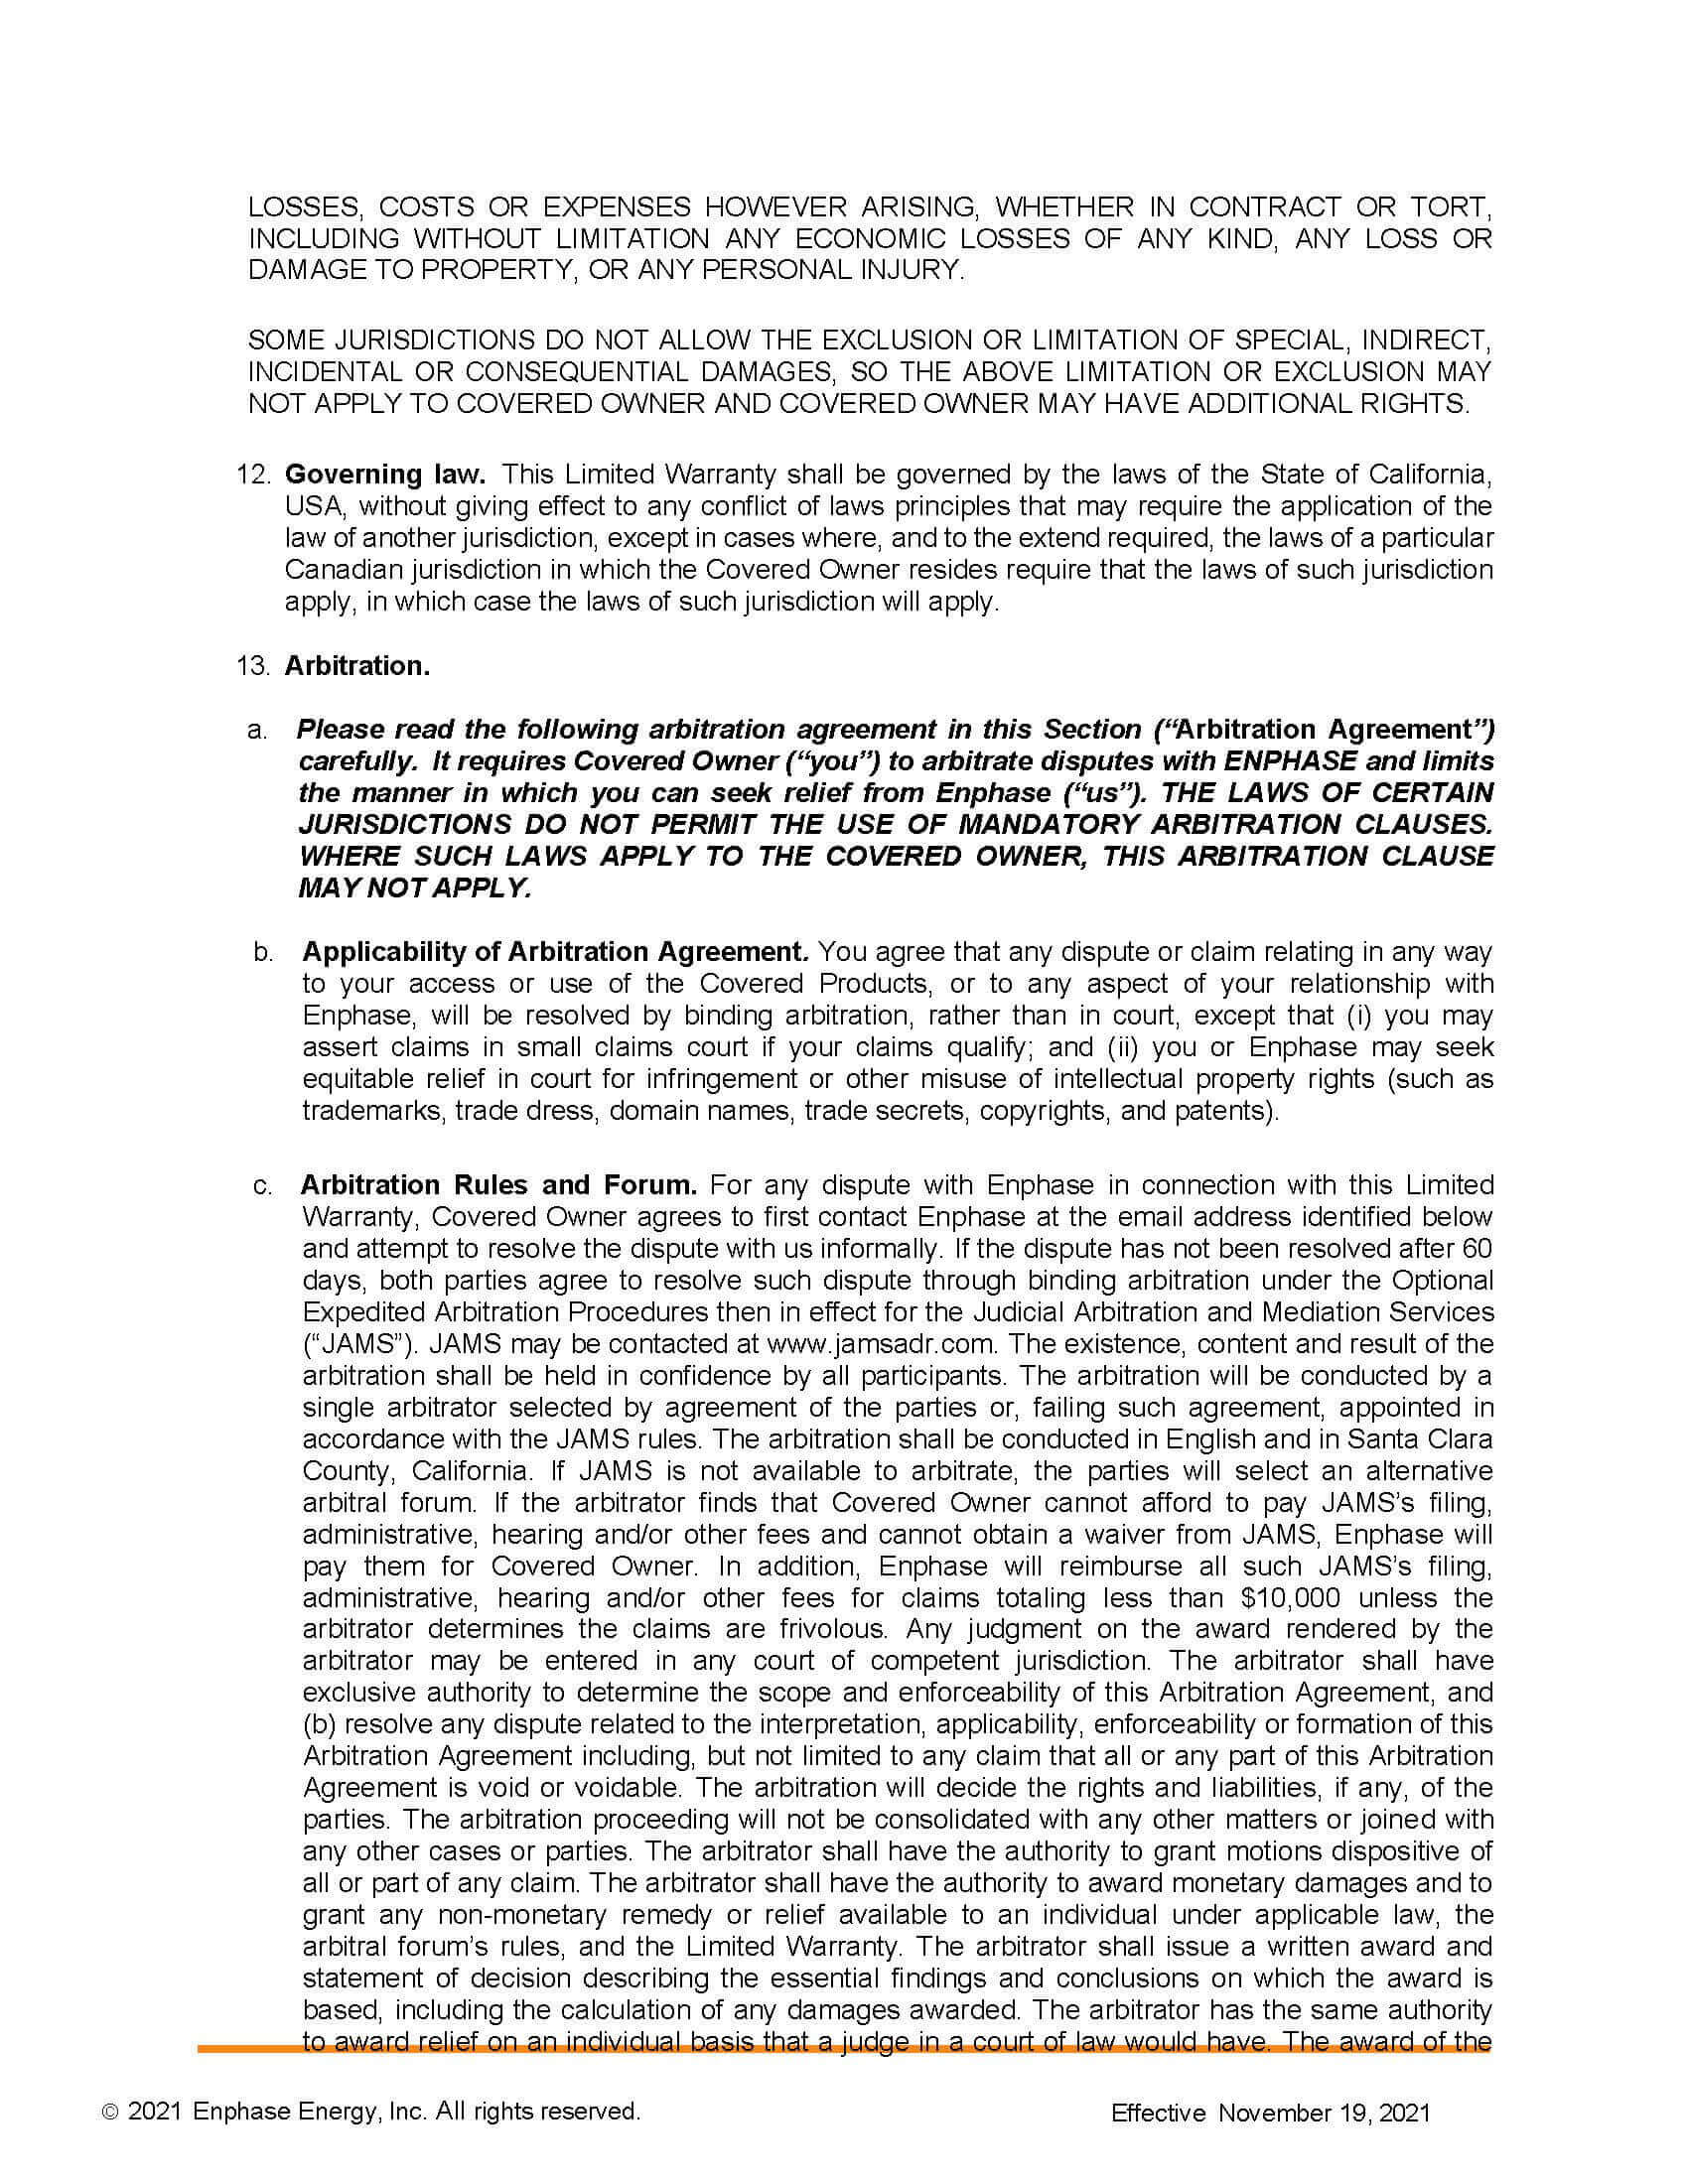 LOSSES, COSTS OR EXPENSES HOWEVER ARISING, WHETHER IN CONTRACT OR TORT,
INCLUDING WITHOUT LIMITATION ANY ECONOMIC LOSSES OF ANY KIND, ANY LOSS OR
DAMAGE TO PROPERTY, OR ANY PERSONAL INJURY.
SOME JURISDICTIONS DO NOT ALLOW THE EXCLUSION OR LIMITATION OF SPECIAL, INDIRECT,
INCIDENTAL OR CONSEQUENTIAL DAMAGES, SO THE ABOVE LIMITATION OR EXCLUSION MAY
NOT APPLY TO COVERED OWNER AND COVERED OWNER MAY HAVE ADDITIONAL RIGHTS.
12. Governing law. This Limited Warranty shall be governed by the laws of the State of California,
USA, without giving effect to any conflict of laws principles that may require the application of the
law of another jurisdiction, except in cases where, and to the extend required, the laws of a particular
Canadian jurisdiction in which the Covered Owner resides require that the laws of such jurisdiction
apply, in which case the laws of such jurisdiction will apply.
13. Arbitration.
a. Please read the following arbitration agreement in this Section (“Arbitration Agreement”)
carefully. It requires Covered Owner (“you”) to arbitrate disputes with ENPHASE and limits
the manner in which you can seek relief from Enphase (“us”). THE LAWS OF CERTAIN
JURISDICTIONS DO NOT PERMIT THE USE OF MANDATORY ARBITRATION CLAUSES.
WHERE SUCH LAWS APPLY TO THE COVERED OWNER, THIS ARBITRATION CLAUSE
MAY NOT APPLY.
b. Applicability of Arbitration Agreement. You agree that any dispute or claim relating in any way
to your access or use of the Covered Products, or to any aspect of your relationship with
Enphase, will be resolved by binding arbitration, rather than in court, except that (i) you may
assert claims in small claims court if your claims qualify; and (ii) you or Enphase may seek
equitable relief in court for infringement or other misuse of intellectual property rights (such as
trademarks, trade dress, domain names, trade secrets, copyrights, and patents).
c. Arbitration Rules and Forum. For any dispute with Enphase in connection with this Limited
Warranty, Covered Owner agrees to first contact Enphase at the email address identified below
and attempt to resolve the dispute with us informally. If the dispute has not been resolved after 60
days, both parties agree to resolve such dispute through binding arbitration under the Optional
Expedited Arbitration Procedures then in effect for the Judicial Arbitration and Mediation Services
(“JAMS”). JAMS may be contacted at www.jamsadr.com. The existence, content and result of the
arbitration shall be held in confidence by all participants. The arbitration will be conducted by a
single arbitrator selected by agreement of the parties or, failing such agreement, appointed in
accordance with the JAMS rules. The arbitration shall be conducted in English and in Santa Clara
County, California. If JAMS is not available to arbitrate, the parties will select an alternative
arbitral forum. If the arbitrator finds that Covered Owner cannot afford to pay JAMS’s filing,
administrative, hearing and/or other fees and cannot obtain a waiver from JAMS, Enphase will
pay them for Covered Owner. In addition, Enphase will reimburse all such JAMS’s filing,
administrative, hearing and/or other fees for claims totaling less than $10,000 unless the
arbitrator determines the claims are frivolous. Any judgment on the award rendered by the
arbitrator may be entered in any court of competent jurisdiction. The arbitrator shall have
exclusive authority to determine the scope and enforceability of this Arbitration Agreement, and
(b) resolve any dispute related to the interpretation, applicability, enforceability or formation of this
Arbitration Agreement including, but not limited to any claim that all or any part of this Arbitration
Agreement is void or voidable. The arbitration will decide the rights and liabilities, if any, of the
parties. The arbitration proceeding will not be consolidated with any other matters or joined with
any other cases or parties. The arbitrator shall have the authority to grant motions dispositive of
all or part of any claim. The arbitrator shall have the authority to award monetary damages and to
grant any non-monetary remedy or relief available to an individual under applicable law, the
arbitral forum’s rules, and the Limited Warranty. The arbitrator shall issue a written award and
statement of decision describing the essential findings and conclusions on which the award is
based, including the calculation of any damages awarded. The arbitrator has the same authority
to award relief on an individual basis that a judge in a court of law would have. The award of the
© 2021 Enphase Energy, Inc. All rights reserved.
Effective November 19, 2021